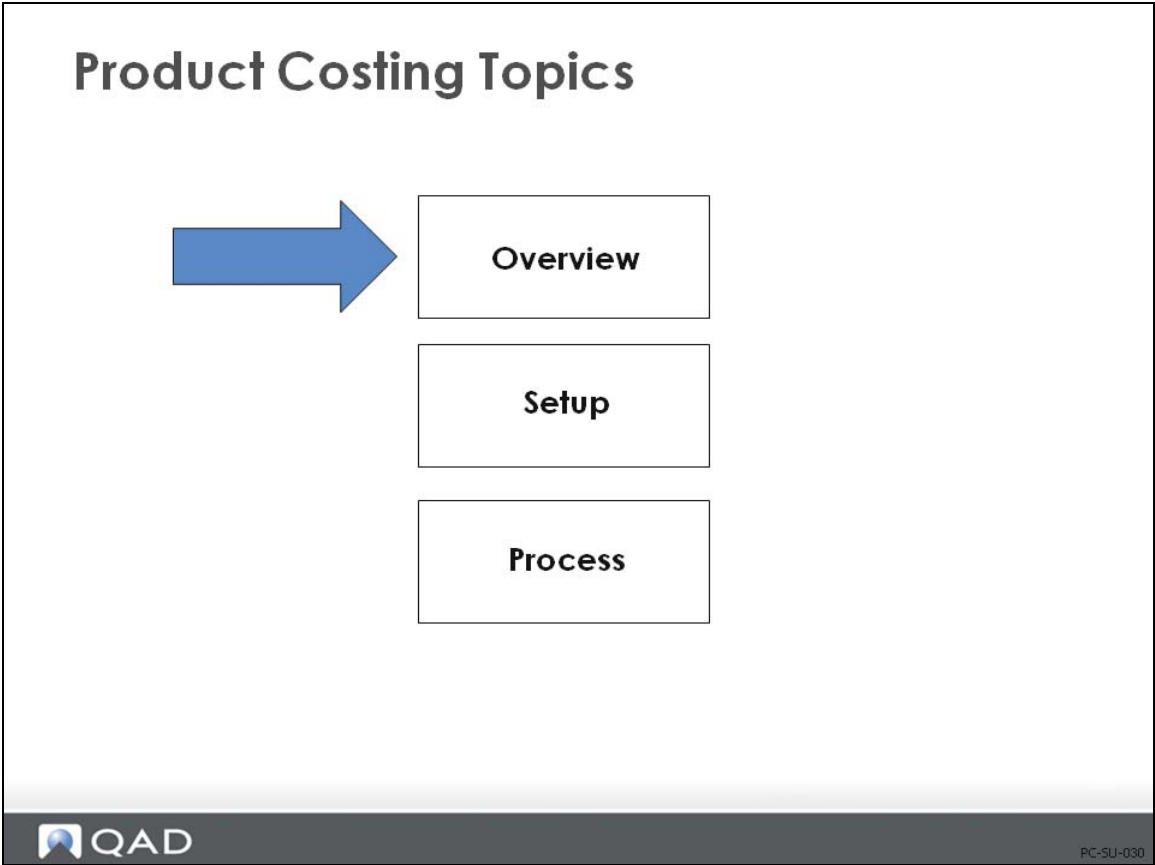 Product Costing Topics
Overview
Setup
Process
QAD
PC-SU-030